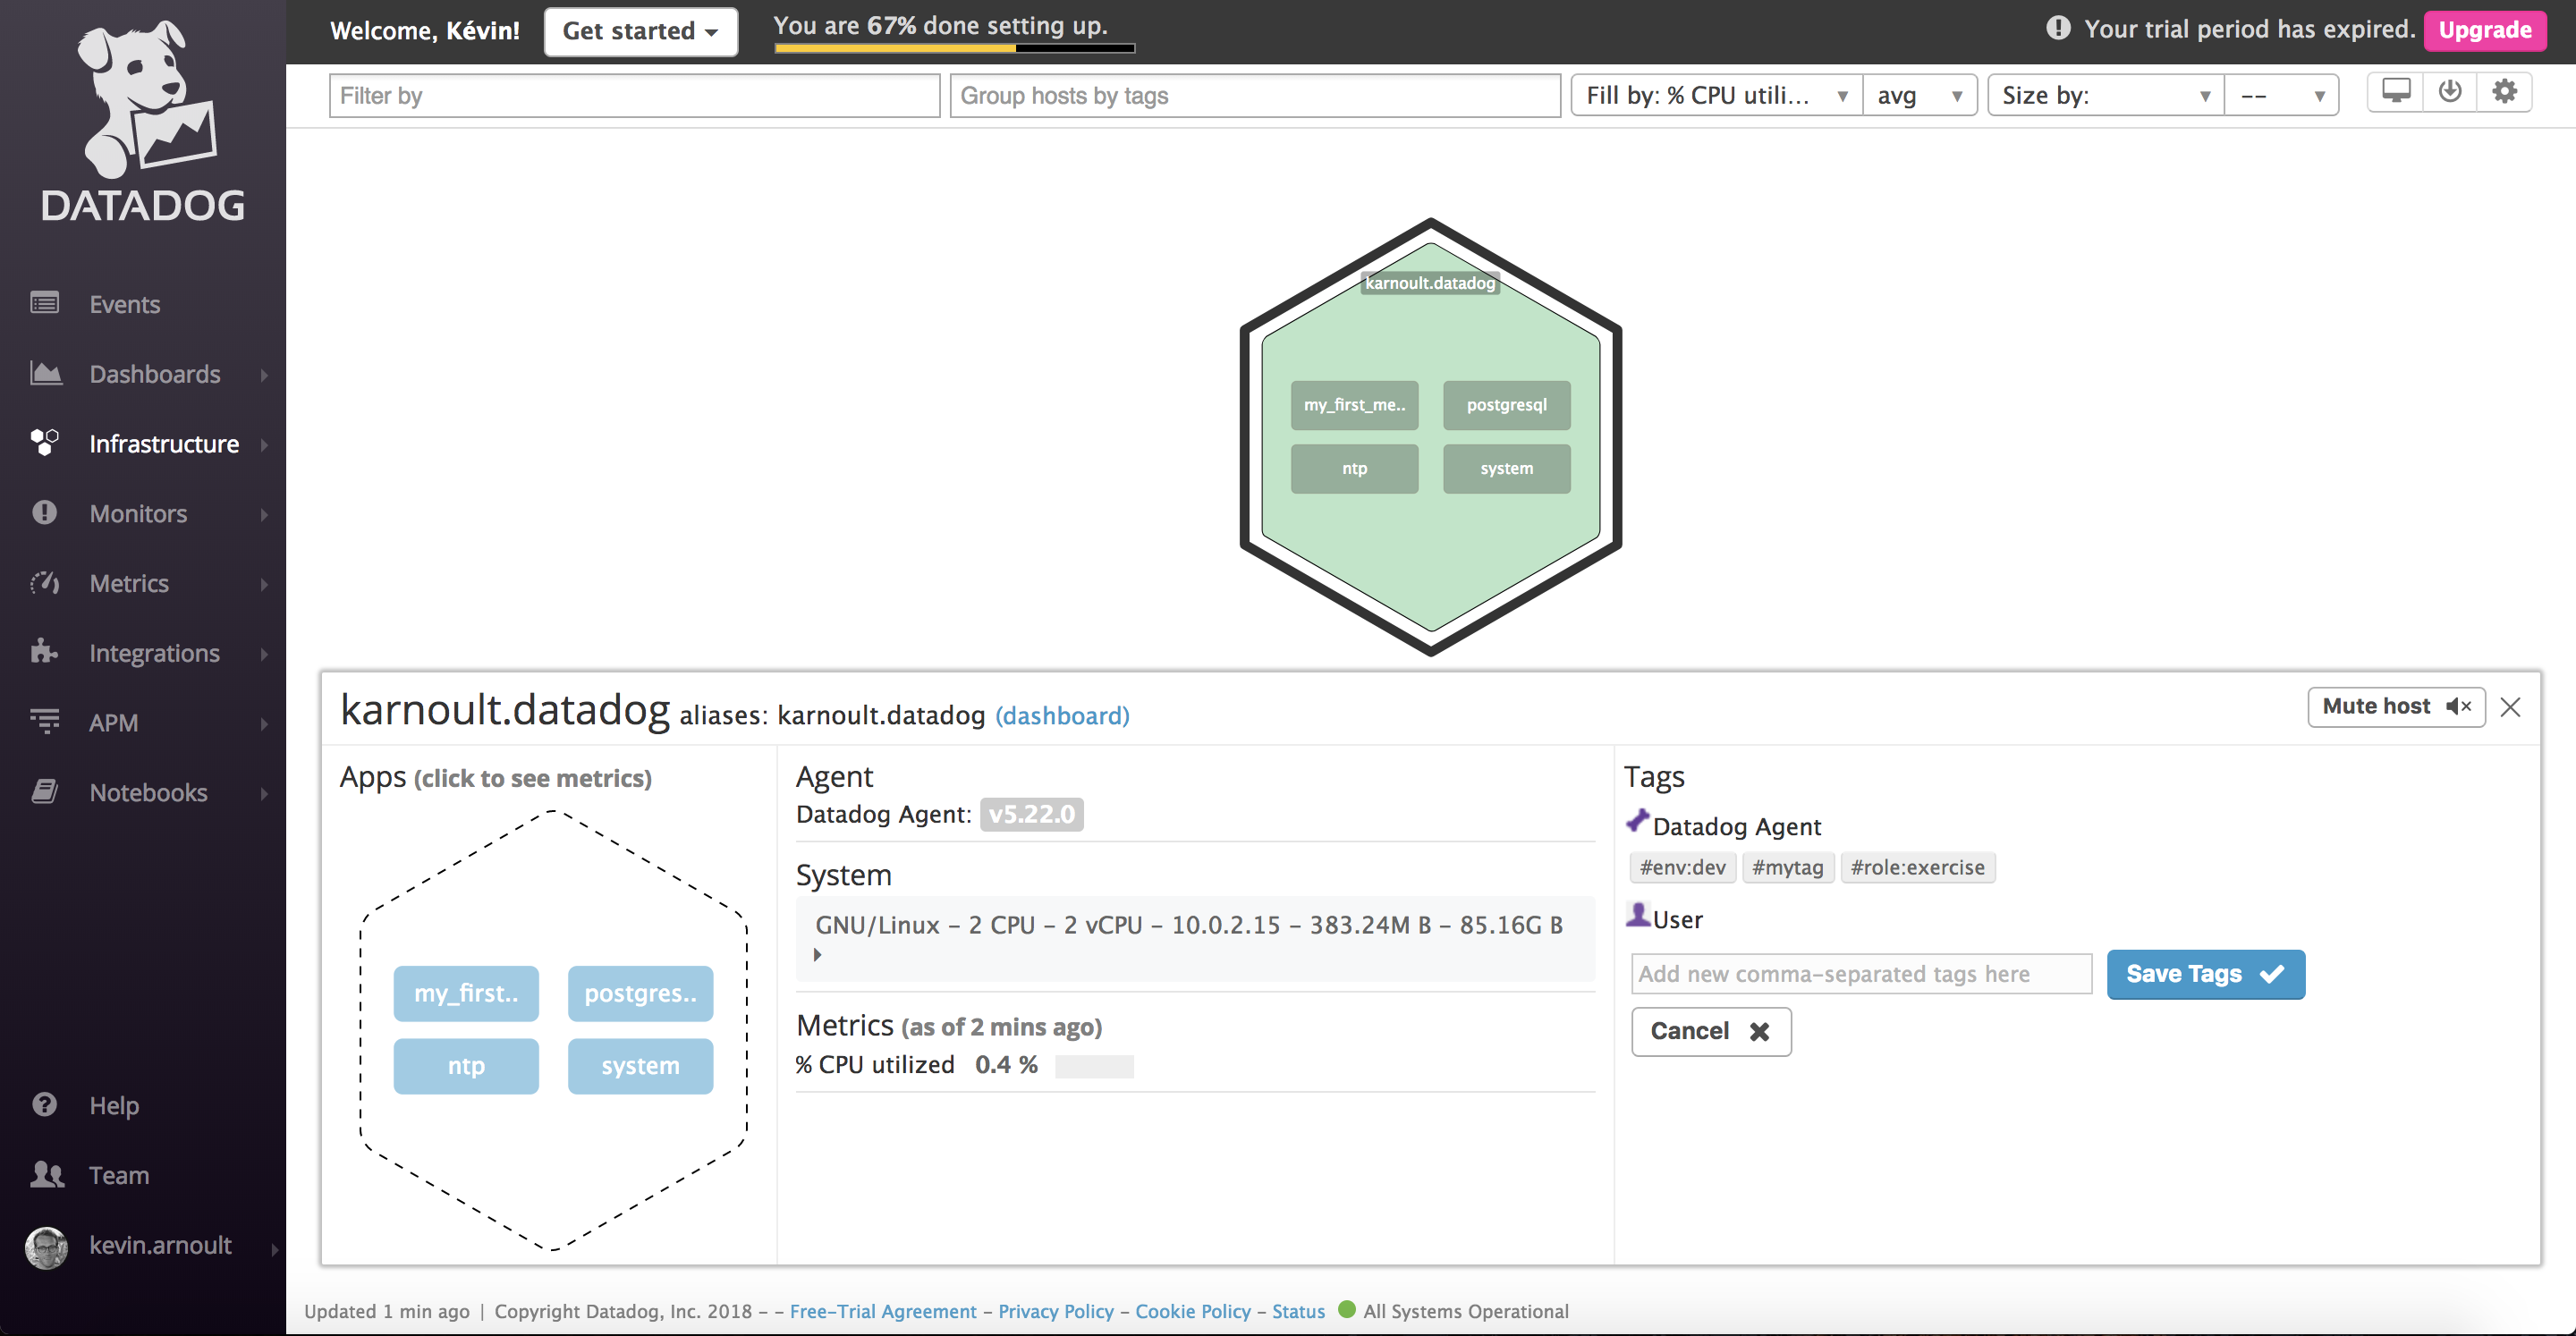 DATADOG
Events
Dashboards
Infrastructure
Monitors
Metrics
Integrations
APM
Notebooks
Help
Team
kevin.arnoult
Welcome, Kévin!
Get started
You are 67% done setting up.
Your trial period has expired.
Upgrade
Filter by
Group hosts by tags
Fill by: % CPU utili...
avg
Size by:
--
karnoult.datadog
my_first_me..
postgresql
ntp
system
karnoult.datadog aliases: karnoult.datadog (dashboard)
Mute host
Apps (click to see metrics)
my_first..
postgres..
ntp
system
Agent
Datadog Agent: v5.22.0
System
GNU/Linux – 2 CPU – 2 vCPU – 10.0.2.15 – 383.24M B – 85.16G B
Metrics (as of 2 mins ago)
% CPU utilized 0.4 %
Tags
Datadog Agent
#env:dev #mytag #role:exercise
User
Add new comma-separated tags here
Save Tags
Cancel
Updated 1 min ago | Copyright Datadog, Inc. 2018 – – Free–Trial Agreement – Privacy Policy – Cookie Policy – Status All Systems Operational